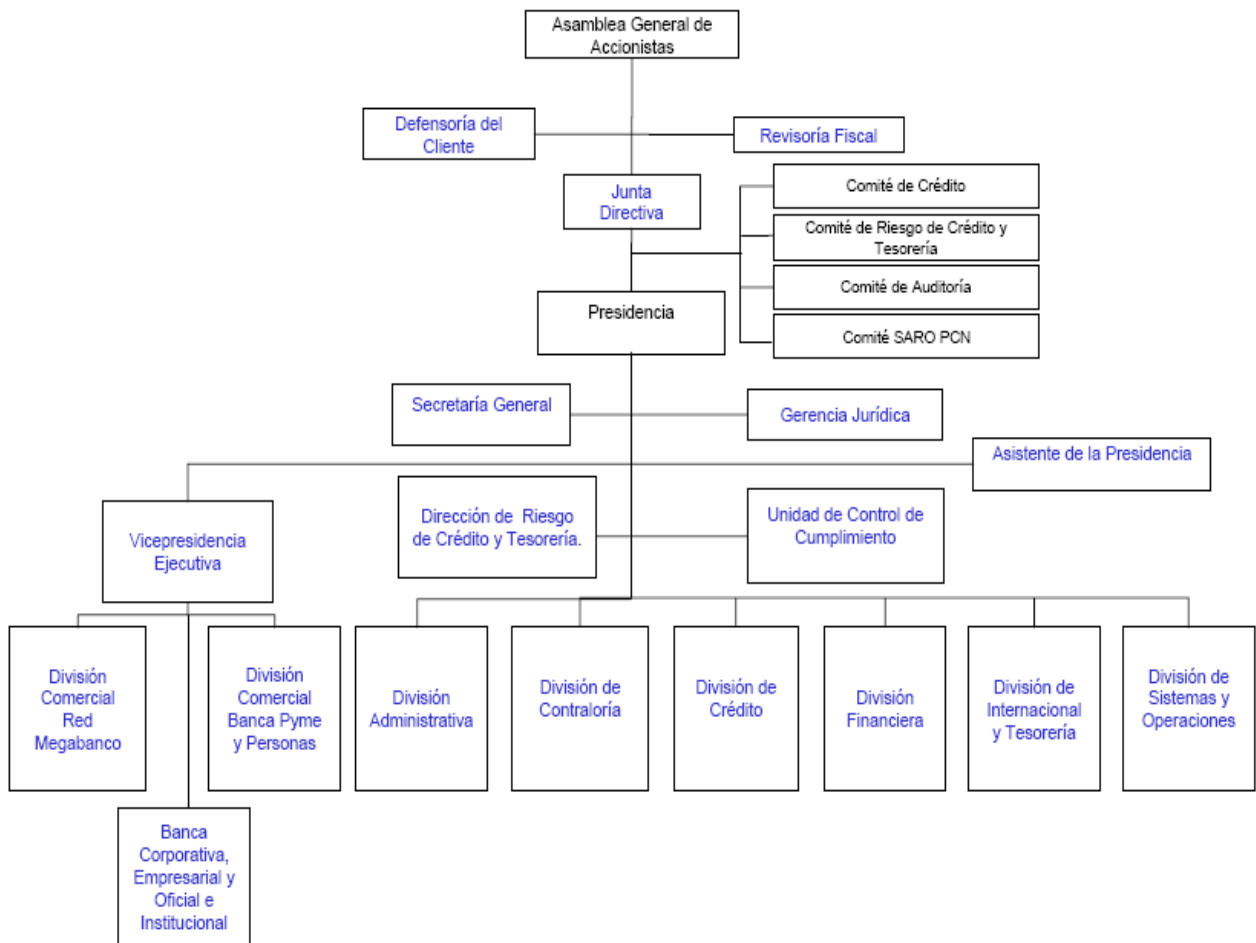 Asamblea General de
Accionistas
Defensoría del
Cliente
Revisoría Fiscal
Junta
Directiva
Comité de Crédito
Comité de Riesgo de Crédito y
Tesorería
Comité de Auditoría
Comité SARO PCN
Presidencia
Secretaría General
Gerencia Jurídica
Asistente de la Presidencia
Vicepresidencia
Ejecutiva
Dirección de Riesgo
de Crédito y Tesorería.
Unidad de Control de
Cumplimiento
División
Comercial
Red
Megabanco
División
Comercial
Banca Pyme
y Personas
División
Administrativa
División de
Contraloría
División de
Crédito
División
Financiera
División de
Internacional
y Tesorería
División de
Sistemas y
Operaciones
Banca
Corporativa,
Empresarial y
Oficial e
Institucional